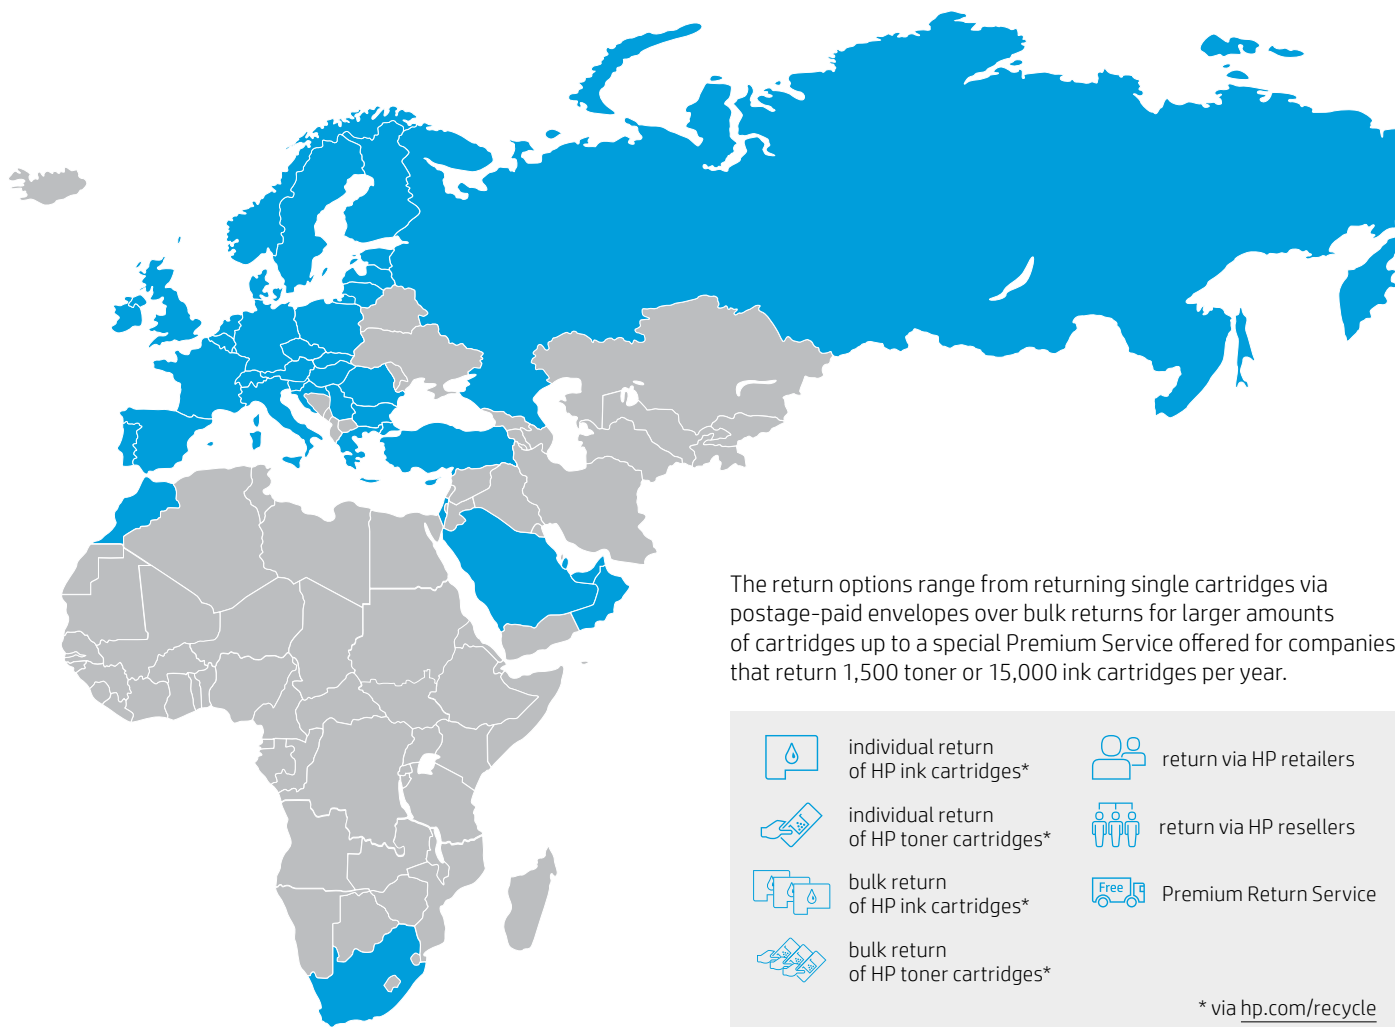 The return options range from returning single cartridges via
postage-paid envelopes over bulk returns for larger amounts
of cartridges up to a special Premium Service offered for companies
that return 1,500 toner or 15,000 ink cartridges per year.
individual return
of HP ink cartridges*
individual return
of HP toner cartridges*
bulk return
of HP ink cartridges*
bulk return
of HP toner cartridges*
return via HP retailers
return via HP resellers
Free
Premium Return Service
* via hp.com/recycle